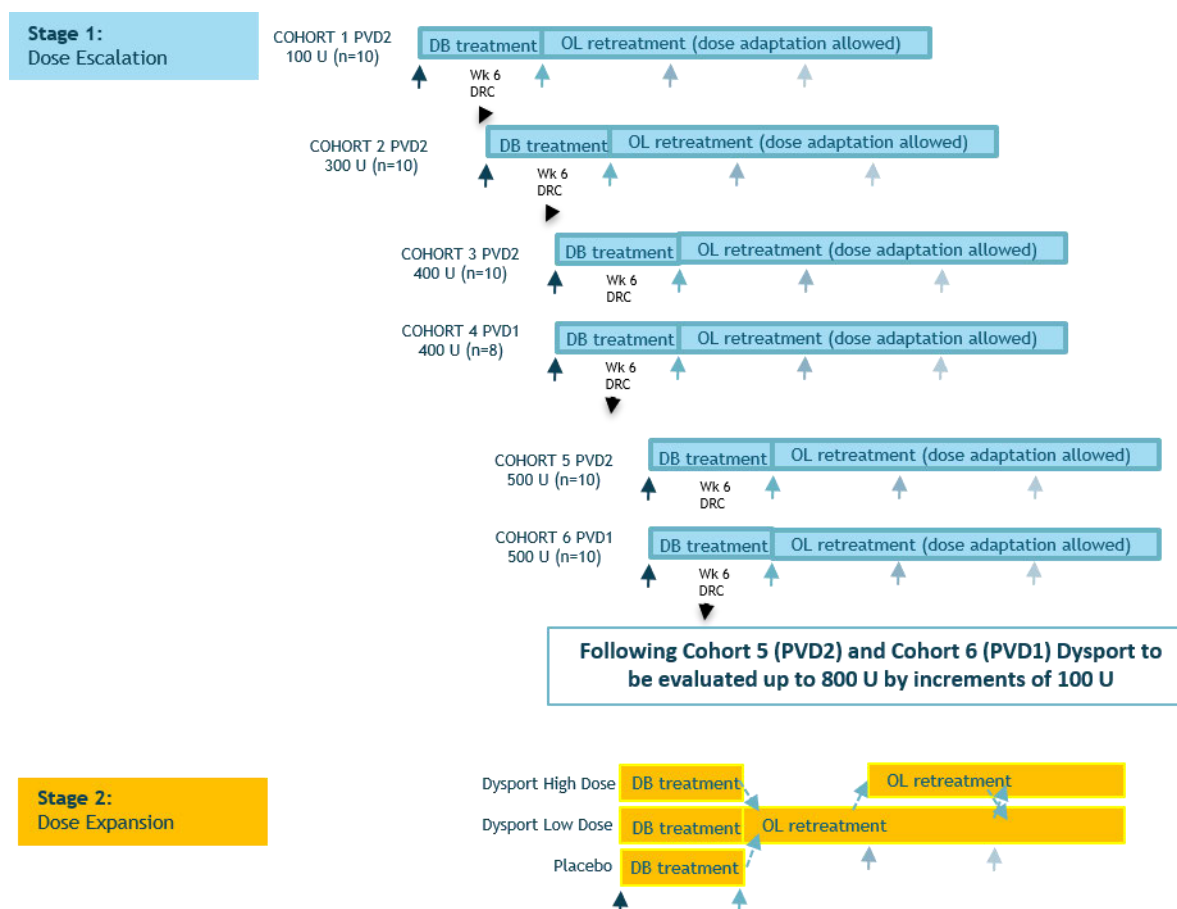 Stage 1:
Dose Escalation
COHORT 1 PVD2
100 U (n=10)
DB treatment
OL retreatment (dose adaptation allowed)
Wk 6
DRC
COHORT 2 PVD2
300 U (n=10)
DB treatment
OL retreatment (dose adaptation allowed)
Wk 6
DRC
COHORT 3 PVD2
400 U (n=10)
DB treatment
OL retreatment (dose adaptation allowed)
Wk 6
DRC
COHORT 4 PVD1
400 U (n=8)
DB treatment
OL retreatment (dose adaptation allowed)
Wk 6
DRC
COHORT 5 PVD2
500 U (n=10)
DB treatment
OL retreatment (dose adaptation allowed)
Wk 6
DRC
COHORT 6 PVD1
500 U (n=10)
DB treatment
OL retreatment (dose adaptation allowed)
Wk 6
DRC
Following Cohort 5 (PVD2) and Cohort 6 (PVD1) Dysport to
be evaluated up to 800 U by increments of 100 U
Stage 2:
Dose Expansion
Dysport High Dose
DB treatment
OL retreatment
Dysport Low Dose
DB treatment
OL retreatment
Placebo
DB treatment